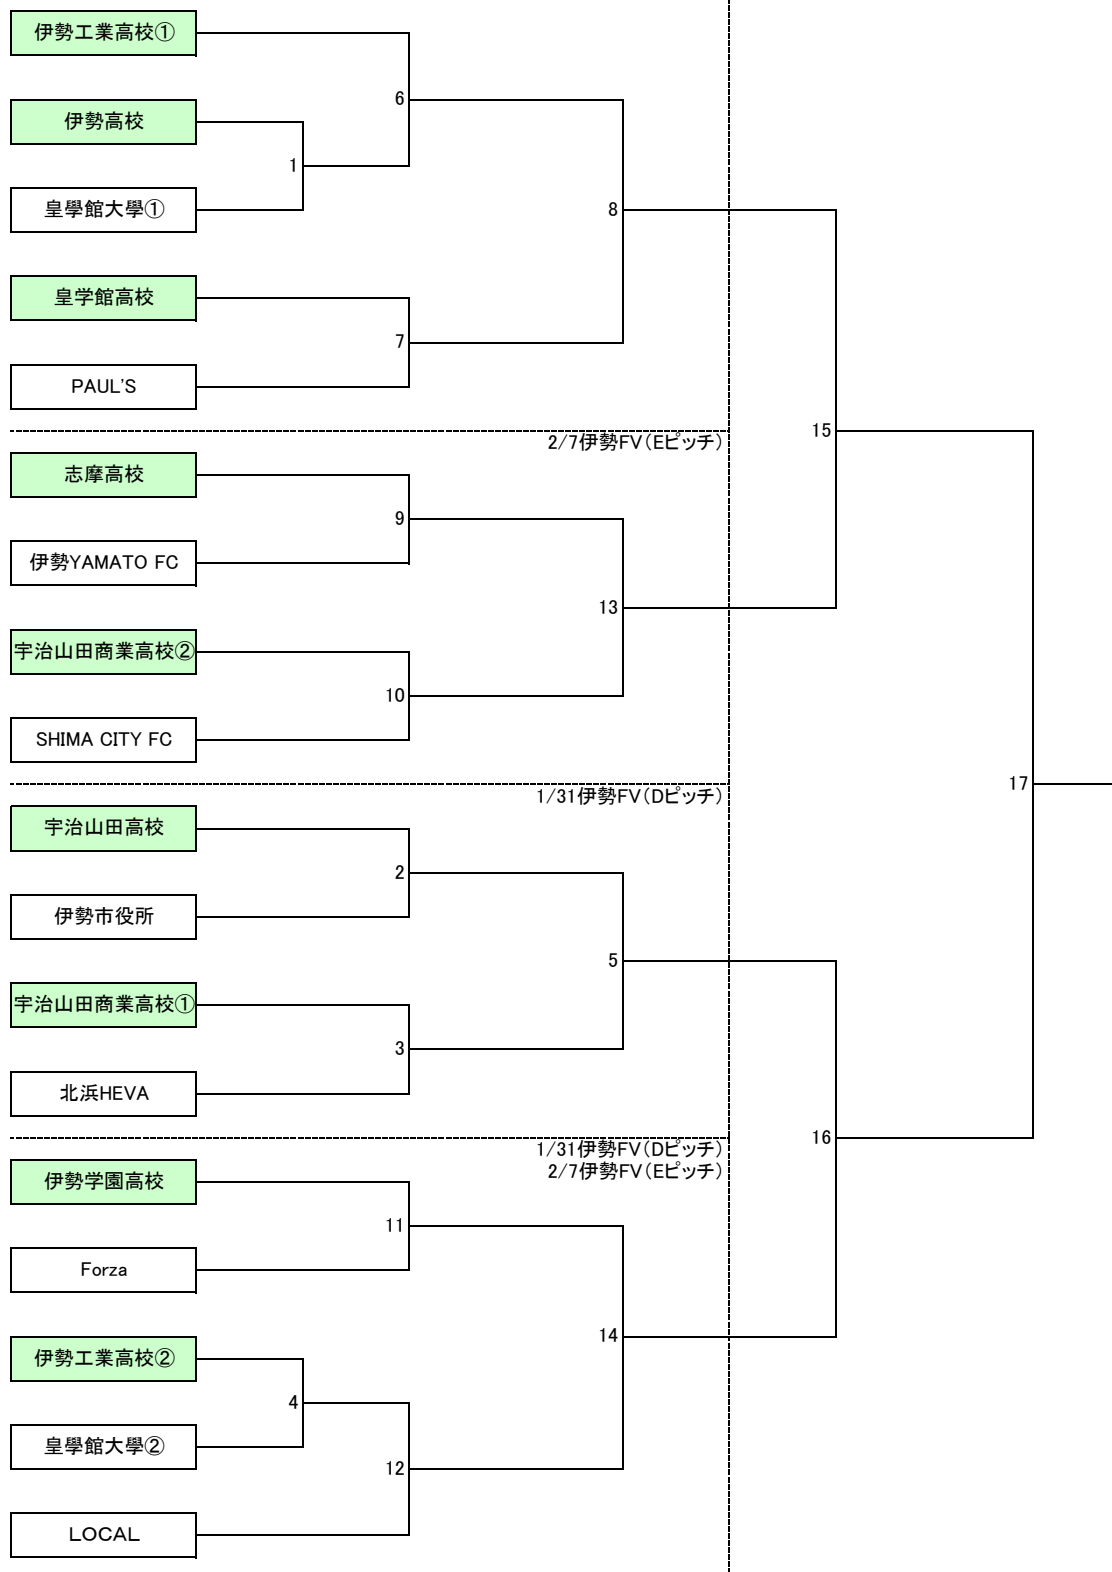 伊勢工業高校①
6
伊勢高校
1
皇學館大學①
8
皇学館高校
7
PAUL'S
15
2/7伊勢FV（Eピッチ）
志摩高校
9
伊勢YAMATO FC
13
宇治山田商業高校②
10
SHIMA CITY FC
17
1/31伊勢FV（Dピッチ）
宇治山田高校
2
伊勢市役所
5
宇治山田商業高校①
3
北浜HEVA
16
1/31伊勢FV（Dピッチ）
2/7伊勢FV（Eピッチ）
伊勢学園高校
11
Forza
14
伊勢工業高校②
4
皇學館大學②
12
LOCAL